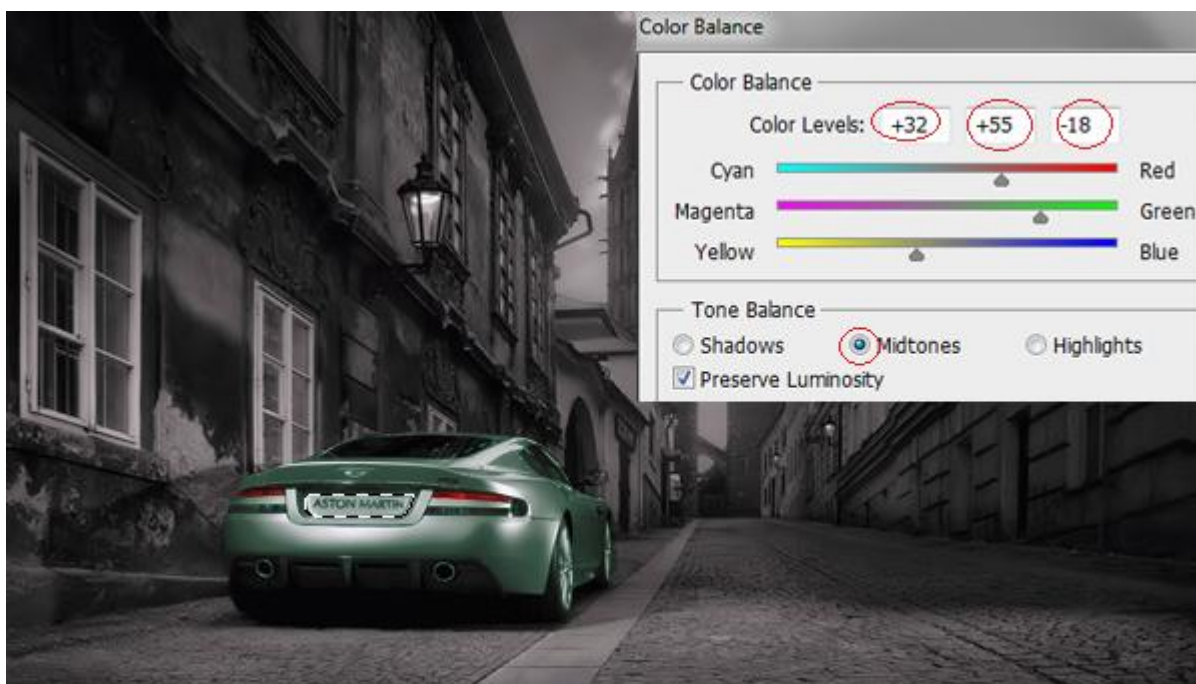 Color Balance
Color Balance
Color Levels: +32 +55 -18
Cyan Red
Magenta Green
Yellow Blue
Tone Balance
Shadows Midtones Highlights
Preserve Luminosity
ASTON MARTIN